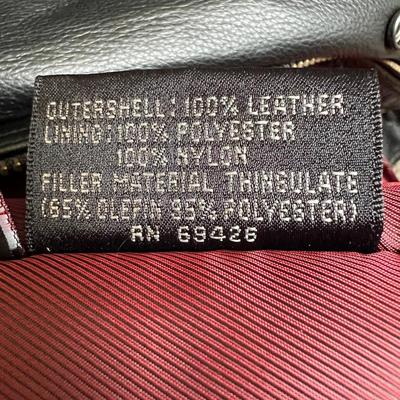 OUTERSHELL: 100% LEATHER
LINING: 100% POLYESTER
100% NYLON
FILLER MATERIAL THINSULATE
(65% OLEFIN 35% POLYESTER)
RN 69426